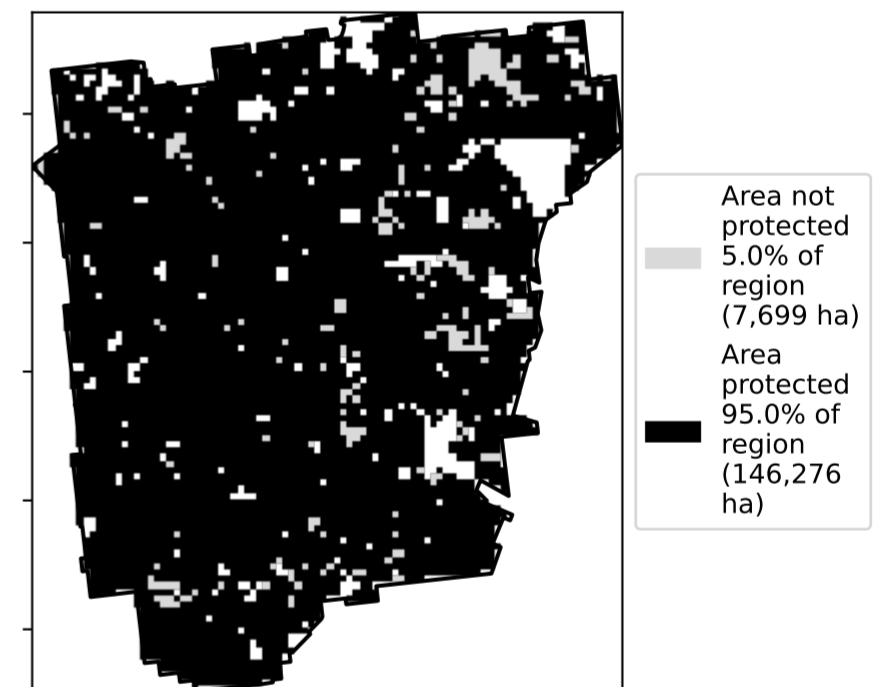 Area not
protected
5.0% of
region
(7,699 ha)
Area
protected
95.0% of
region
(146,276
ha)